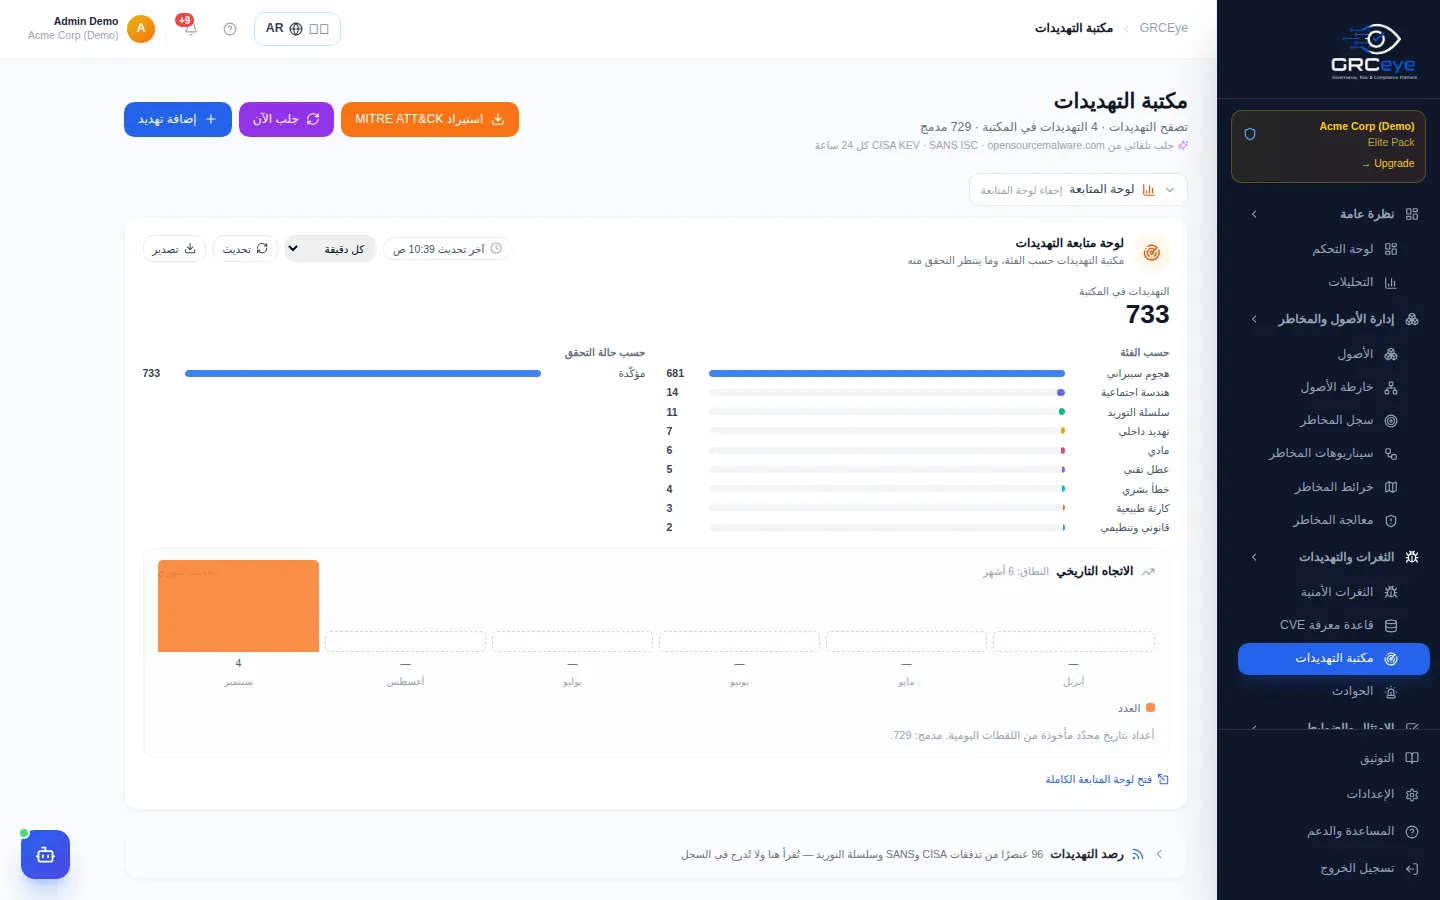 GRCeye
Governance, Risk & Compliance Platform
Acme Corp (Demo)
Elite Pack
Upgrade →
نظرة عامة
لوحة التحكم
التحليلات
إدارة الأصول والمخاطر
الأصول
خارطة الأصول
سجل المخاطر
سيناريوهات المخاطر
خرائط المخاطر
معالجة المخاطر
الثغرات والتهديدات
الثغرات الأمنية
قاعدة معرفة CVE
مكتبة التهديدات
الحوادث
الامتثال والضوابط
التوثيق
الإعدادات
المساعدة والدعم
تسجيل الخروج
GRCEye › مكتبة التهديدات
AR
+9
Admin Demo
Acme Corp (Demo)
A
مكتبة التهديدات
تصفح التهديدات · 4 التهديدات في المكتبة · 729 مدمج
جلب تلقائي من CISA KEV · SANS ISC · opensourcemalware.com كل 24 ساعة
استيراد MITRE ATT&CK
جلب الآن
إضافة تهديد
لوحة المتابعة إخفاء لوحة المتابعة
لوحة متابعة التهديدات
مكتبة التهديدات حسب الفئة، وما ينتظر التحقق منه
آخر تحديث 10:39 ص
كل دقيقة
تحديث
تصدير
التهديدات في المكتبة
733
حسب الفئة
هجوم سيبراني 681
هندسة اجتماعية 14
سلسلة التوريد 11
تهديد داخلي 7
مادي 6
عطل تقني 5
خطأ بشري 4
كارثة طبيعية 3
قانوني وتنظيمي 2
حسب حالة التحقق
مؤكّدة 733
الاتجاه التاريخي النطاق: 6 أشهر
— — — — — 4
أبريل مايو يونيو يوليو أغسطس سبتمبر
العدد
أعداد بتاريخ محدّد مأخوذة من اللقطات اليومية. مدمج: 729.
فتح لوحة المتابعة الكاملة
رصد التهديدات 96 عنصرًا من تدفقات CISA وSANS وسلسلة التوريد — تُقرأ هنا ولا تُدرج في السجل